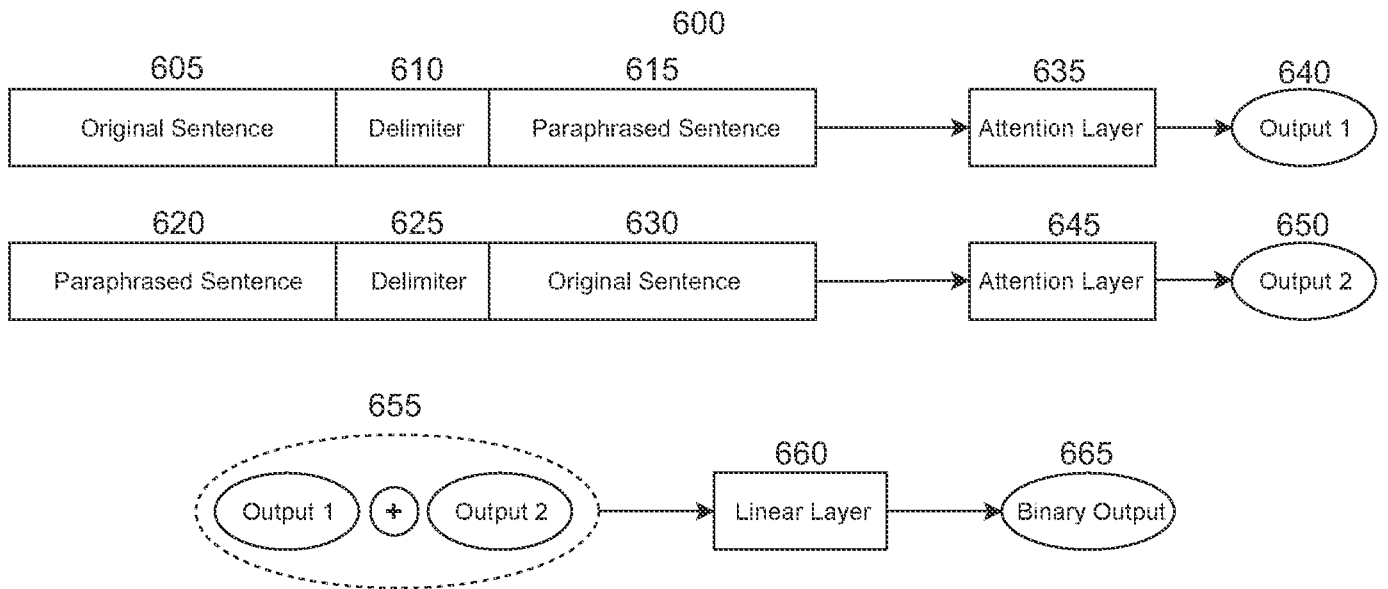 600
605 610 615 635 640
Original Sentence Delimiter Paraphrased Sentence Attention Layer Output 1
620 625 630 645 650
Paraphrased Sentence Delimiter Original Sentence Attention Layer Output 2
655
660 665
Output 1 + Output 2 Linear Layer Binary Output